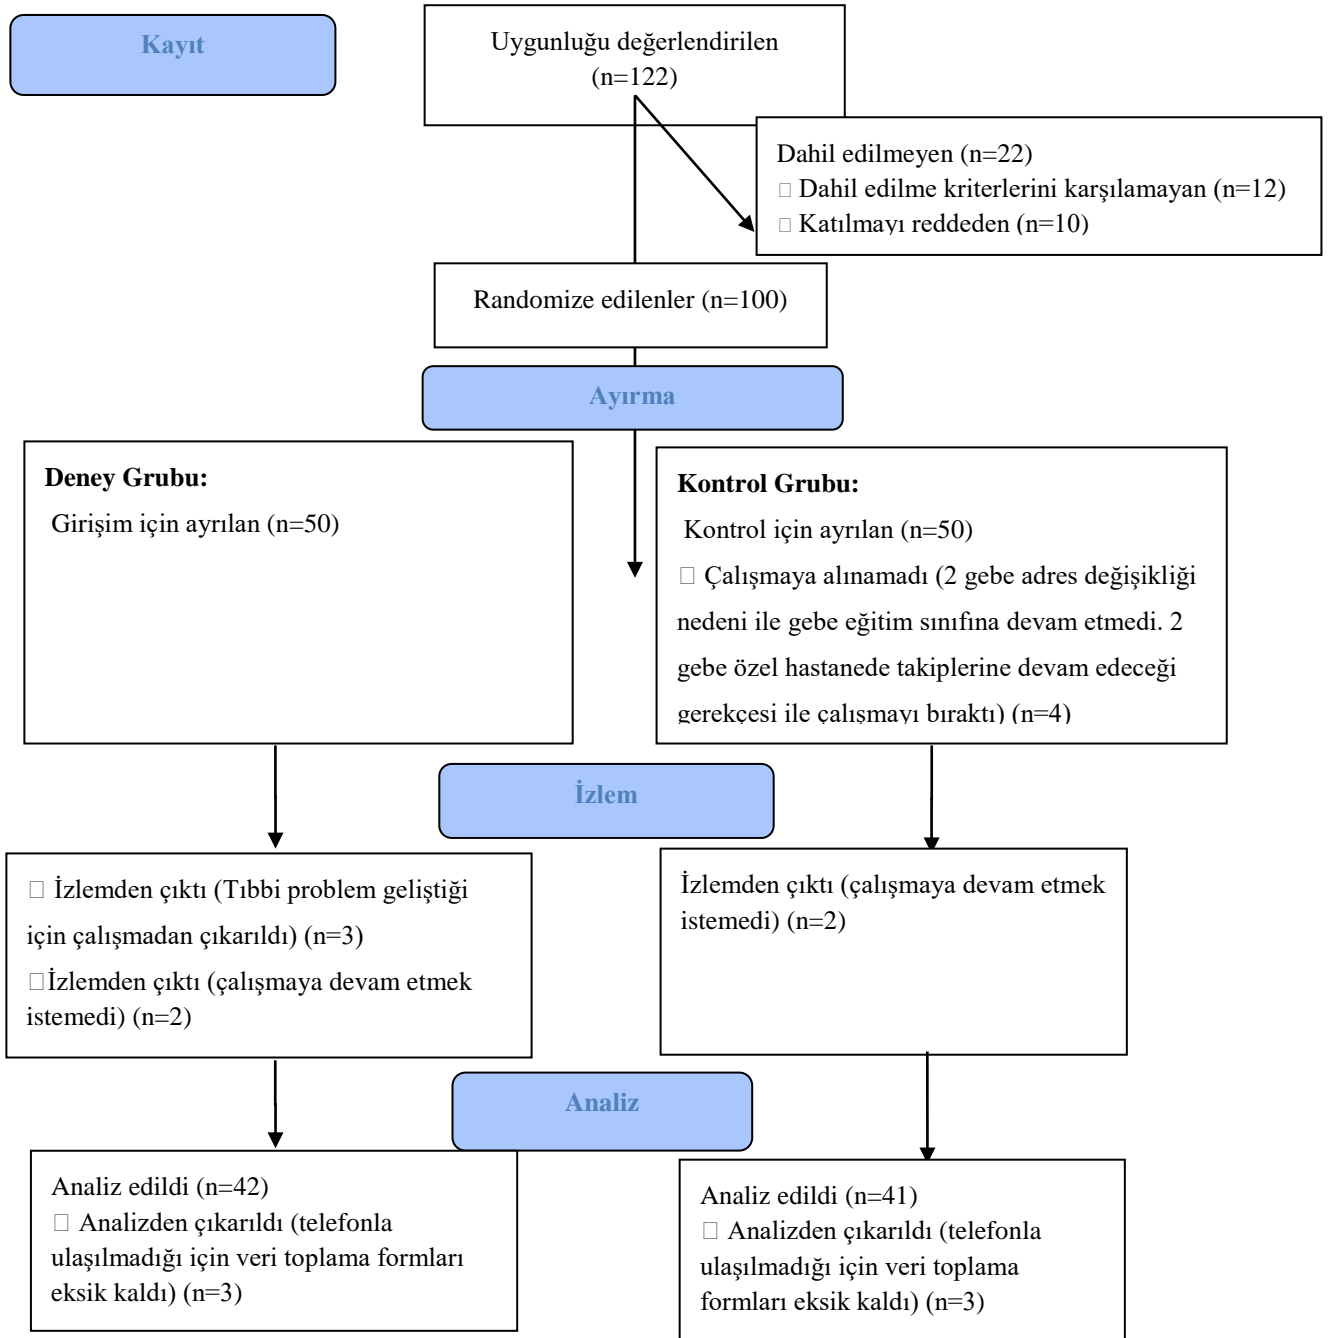 Kayıt
Uygunluğu değerlendirilen
(n=122)
Dahil edilmeyen (n=22)
□ Dahil edilme kriterlerini karşılamayan (n=12)
□ Katılmayı reddeden (n=10)
Randomize edilenler (n=100)
Ayırma
Deney Grubu:
Girişim için ayrılan (n=50)
Kontrol Grubu:
Kontrol için ayrılan (n=50)
□ Çalışmaya alınamadı (2 gebe adres değişikliği
nedeni ile gebe eğitim sınıfına devam etmedi. 2
gebe özel hastanede takiplerine devam edeceği
gerekçesi ile çalışmayı bıraktı) (n=4)
İzlem
□ İzlemden çıktı (Tıbbi problem geliştiği
için çalışmadan çıkarıldı) (n=3)
□İzlemden çıktı (çalışmaya devam etmek
istemedi) (n=2)
İzlemden çıktı (çalışmaya devam etmek
istemedi) (n=2)
Analiz
Analiz edildi (n=42)
□ Analizden çıkarıldı (telefonla
ulaşılmadığı için veri toplama formları
eksik kaldı) (n=3)
Analiz edildi (n=41)
□ Analizden çıkarıldı (telefonla
ulaşılmadığı için veri toplama
formları eksik kaldı) (n=3)